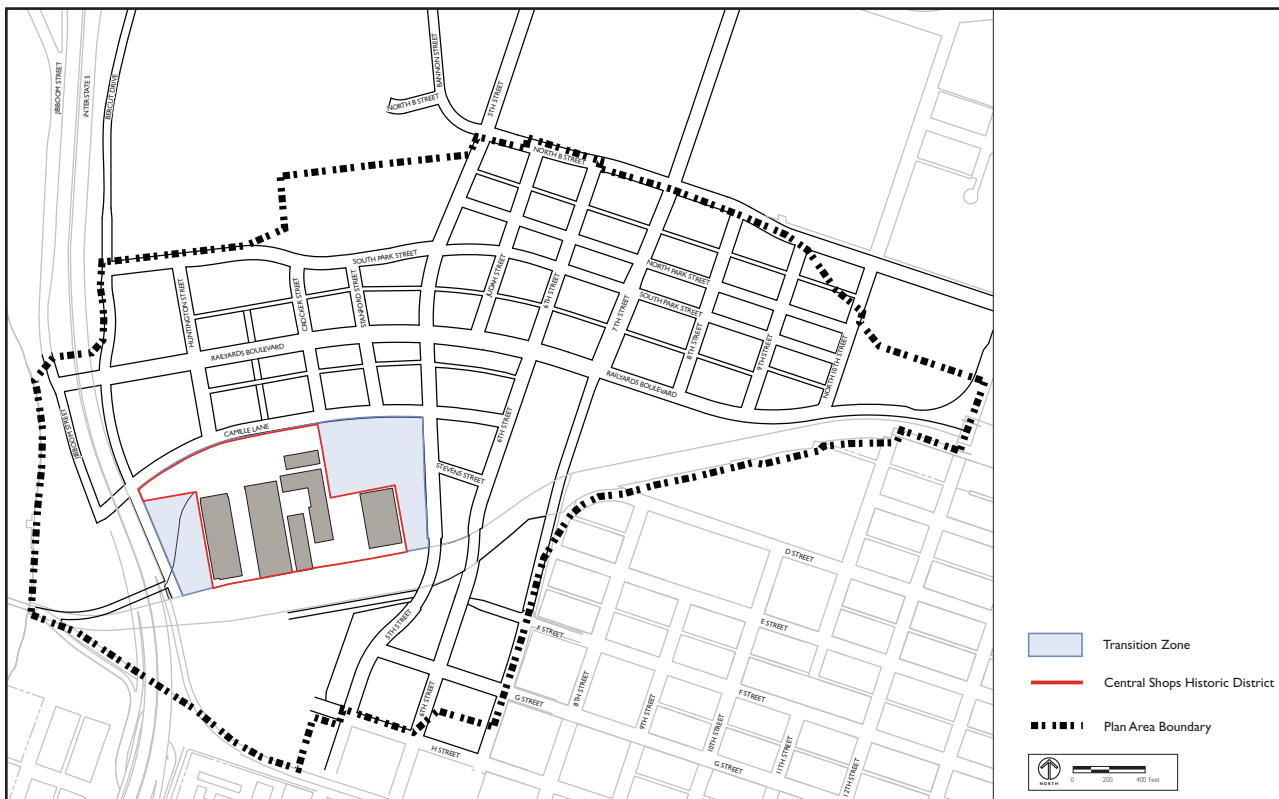 JIBBOOM STREET
INTERSTATE 5
BERCUT DRIVE
BANNON STREET
NORTH B STREET
5TH STREET
NORTH B STREET
SOUTH PARK STREET
HUNTINGTON STREET
CROCKER STREET
STANFORD STREET
JUDAH STREET
6TH STREET
NORTH PARK STREET
SOUTH PARK STREET
7TH STREET
8TH STREET
9TH STREET
NORTH 10TH STREET
RAILYARDS BOULEVARD
RAILYARDS BOULEVARD
JIBBOOM STREET
CAMILLE LANE
6TH STREET
STEVENS STREET
D STREET
E STREET
F STREET
5TH STREET
F STREET
G STREET
8TH STREET
9TH STREET
10TH STREET
11TH STREET
12TH STREET
6TH STREET
H STREET
G STREET
Transition Zone
Central Shops Historic District
Plan Area Boundary
NORTH
0 200 400 Feet